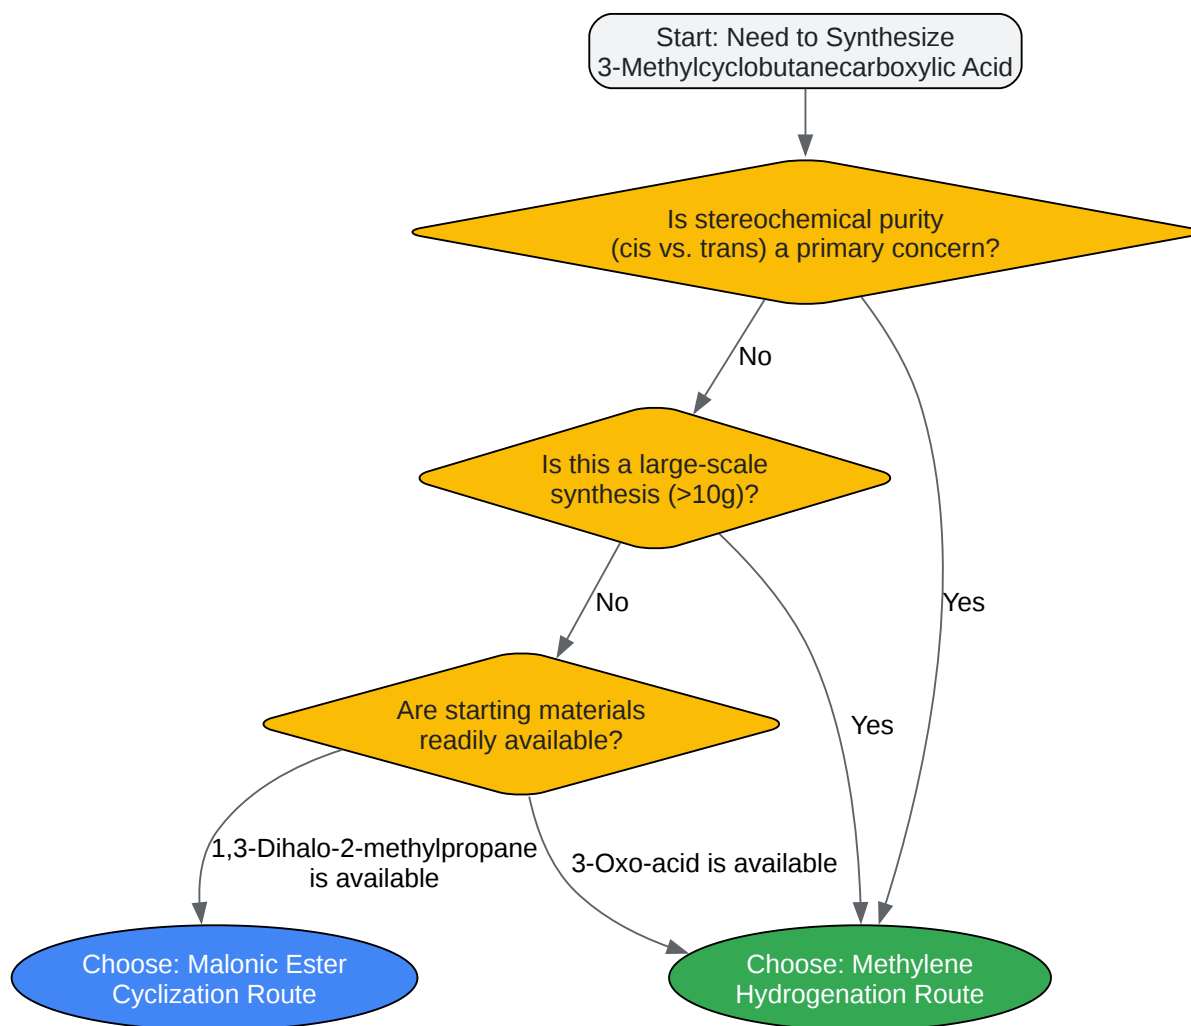 Start: Need to Synthesize
3-Methylcyclobutanecarboxylic Acid
Is stereochemical purity
(cis vs. trans) a primary concern?
No
Is this a large-scale
synthesis (>10g)?
No
Yes
Are starting materials
readily available?
Yes
1,3-Dihalo-2-methylpropane
is available
3-Oxo-acid is available
Choose: Malonic Ester
Cyclization Route
Choose: Methylene
Hydrogenation Route